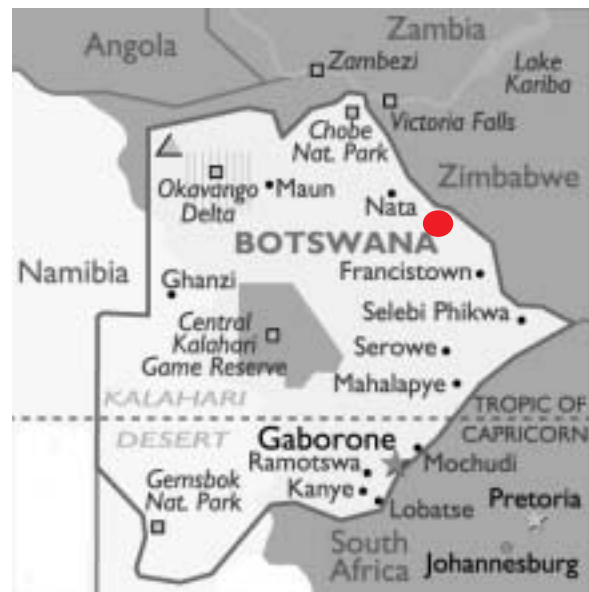 Angola
Zambia
Zambezi
Lake
Kariba
Chobe
Nat. Park
Victoria Falls
Zimbabwe
Okavango
Delta
Maun
Nata
BOTSWANA
Namibia
Ghanzi
Francistown
Selebi Phikwa
Central
Kalahari
Game Reserve
Serowe
Mahalapye
KALAHARI
DESERT
TROPIC OF
CAPRICORN
Gaborone
Ramotswa
Mochudi
Kanye
Gemsbok
Nat. Park
Lobatse
Pretoria
South
Africa
Johannesburg